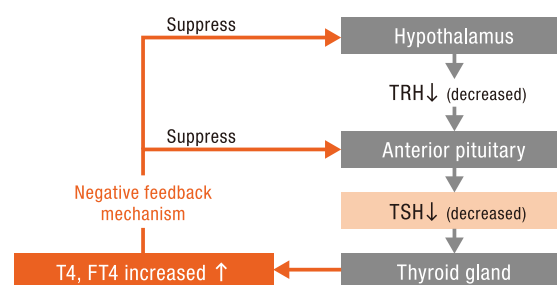 Suppress
Hypothalamus
TRH↓ (decreased)
Suppress
Anterior pituitary
Negative feedback
mechanism
TSH↓ (decreased)
T4, FT4 increased ↑
Thyroid gland